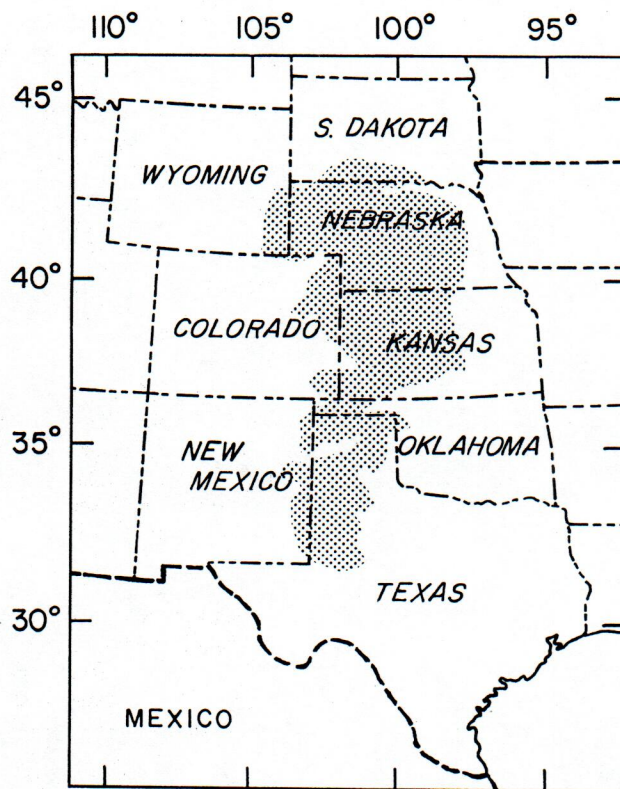 110° 105° 100° 95°
45°
S. DAKOTA
WYOMING
NEBRASKA
40°
COLORADO
KANSAS
35°
NEW
MEXICO
OKLAHOMA
TEXAS
30°
MEXICO